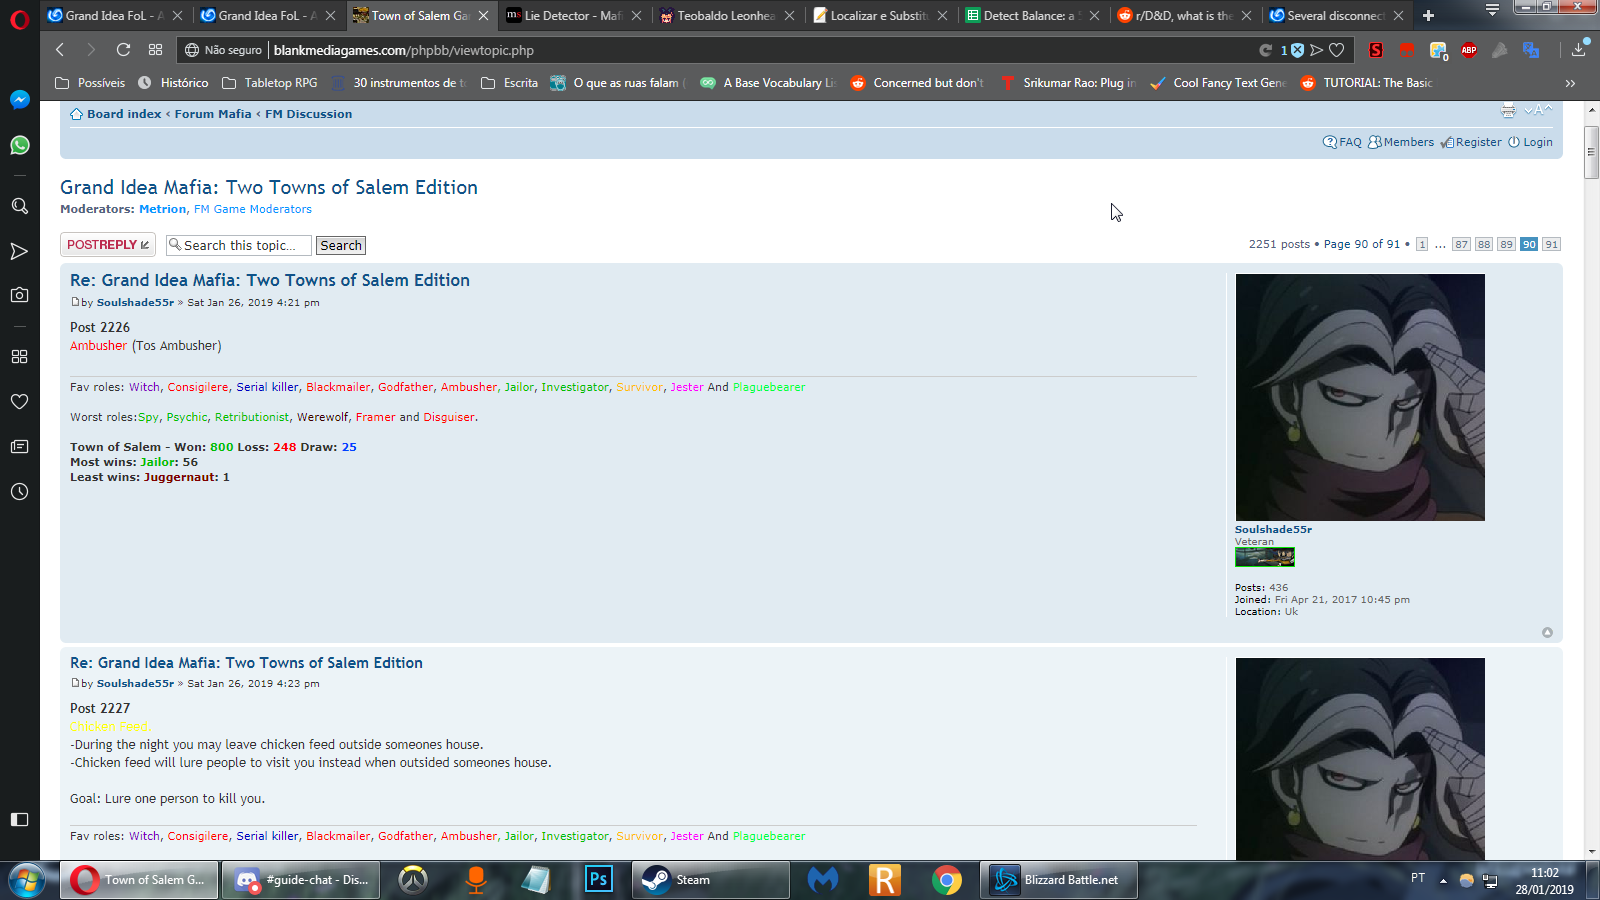 Grand Idea FoL - A
Grand Idea FoL - A
Town of Salem Gam
Lie Detector - Mafi
Teobaldo Leonhea
Localizar e Substitu
Detect Balance: a S
r/D&D, what is the
Several disconnect
Não seguro blankmediagames.com/phpbb/viewtopic.php 1
0
ABP
Possíveis Histórico Tabletop RPG 30 instrumentos de t Escrita O que as ruas falam ( A Base Vocabulary Li Concerned but don't Srikumar Rao: Plug in Cool Fancy Text Gene TUTORIAL: The Basic
Board index ‹ Forum Mafia ‹ FM Discussion
FAQ Members Register Login
Grand Idea Mafia: Two Towns of Salem Edition
Moderators: Metrion, FM Game Moderators
POSTREPLY Search this topic... Search 2251 posts • Page 90 of 91 • 1 ... 87 88 89 90 91
Re: Grand Idea Mafia: Two Towns of Salem Edition
by Soulshade55r » Sat Jan 26, 2019 4:21 pm
Post 2226
Ambusher (Tos Ambusher)
Fav roles: Witch, Consigilere, Serial killer, Blackmailer, Godfather, Ambusher, Jailor, Investigator, Survivor, Jester And Plaguebearer
Worst roles:Spy, Psychic, Retributionist, Werewolf, Framer and Disguiser.
Town of Salem - Won: 800 Loss: 248 Draw: 25
Most wins: Jailor: 56
Least wins: Juggernaut: 1
Soulshade55r
Veteran
Posts: 436
Joined: Fri Apr 21, 2017 10:45 pm
Location: Uk
Re: Grand Idea Mafia: Two Towns of Salem Edition
by Soulshade55r » Sat Jan 26, 2019 4:23 pm
Post 2227
Chicken Feed
-During the night you may leave chicken feed outside someones house.
-Chicken feed will lure people to visit you instead when outsided someones house.
Goal: Lure one person to kill you.
Fav roles: Witch, Consigilere, Serial killer, Blackmailer, Godfather, Ambusher, Jailor, Investigator, Survivor, Jester And Plaguebearer
Town of Salem G... #guide-chat - Dis... Ps Steam R Blizzard Battle.net PT 11:02
28/01/2019